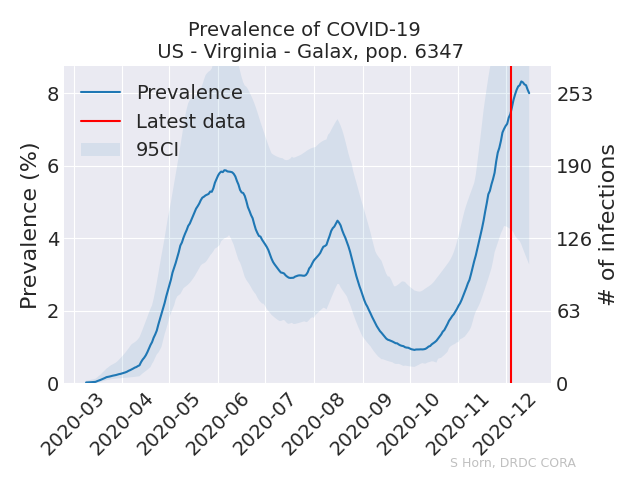 Prevalence of COVID-19
US - Virginia - Galax, pop. 6347
Prevalence
Latest data
95CI
Prevalence (%)
8
6
4
2
0
253
190
126
63
0
# of infections
2020-03
2020-04
2020-05
2020-06
2020-07
2020-08
2020-09
2020-10
2020-11
2020-12
S Horn, DRDC CORA